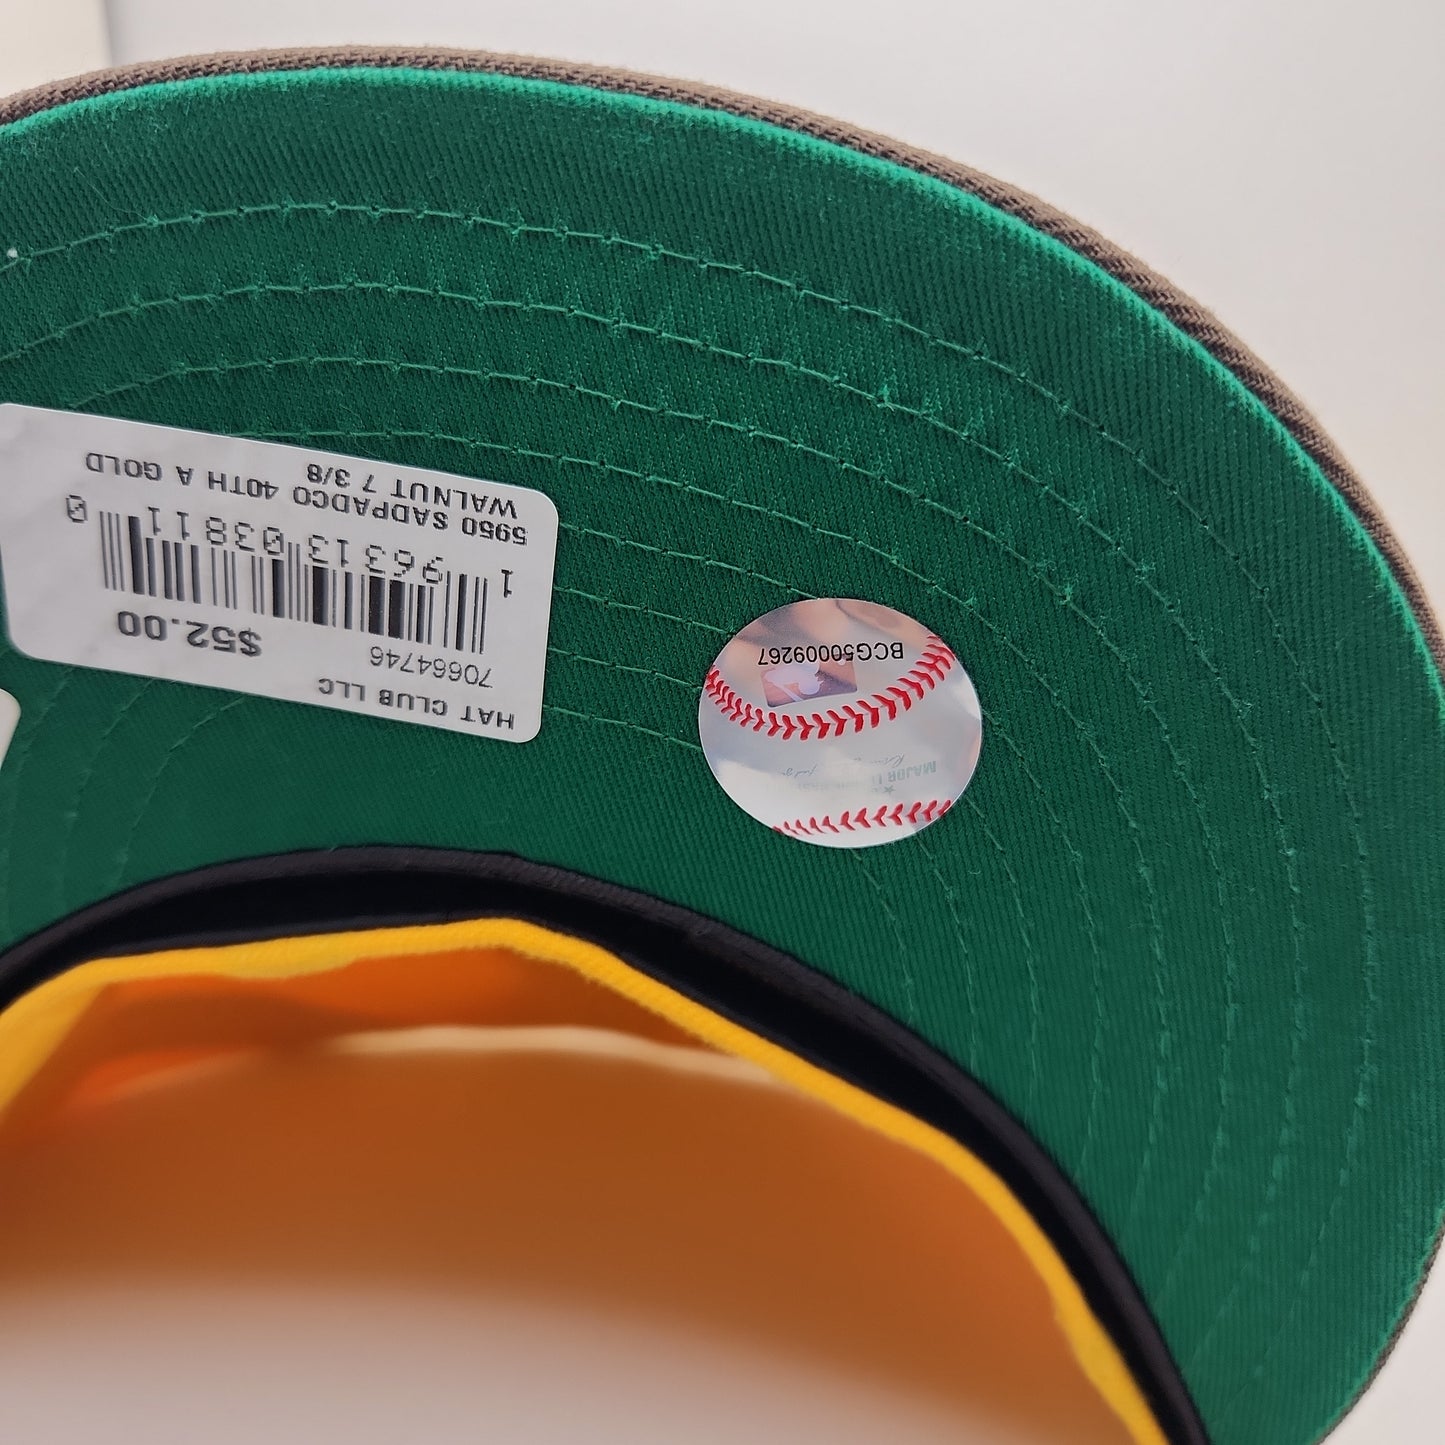 HAT CLUB LLC
70664746
$52.00
1 96313 03811 0
5950 SADPADCO 40TH A GOLD
WALNUT 7 3/8
BCG50009267
MAJOR